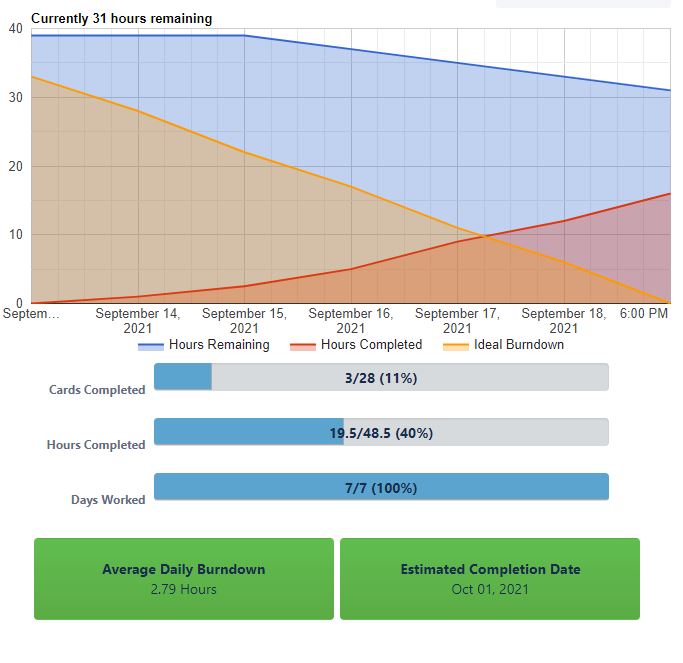 Currently 31 hours remaining
40
30
20
10
0
Septem…
September 14,
2021
September 15,
2021
September 16,
2021
September 17,
2021
September 18,
2021
6:00 PM
Hours Remaining
Hours Completed
Ideal Burndown
Cards Completed
3/28 (11%)
Hours Completed
19.5/48.5 (40%)
Days Worked
7/7 (100%)
Average Daily Burndown
2.79 Hours
Estimated Completion Date
Oct 01, 2021